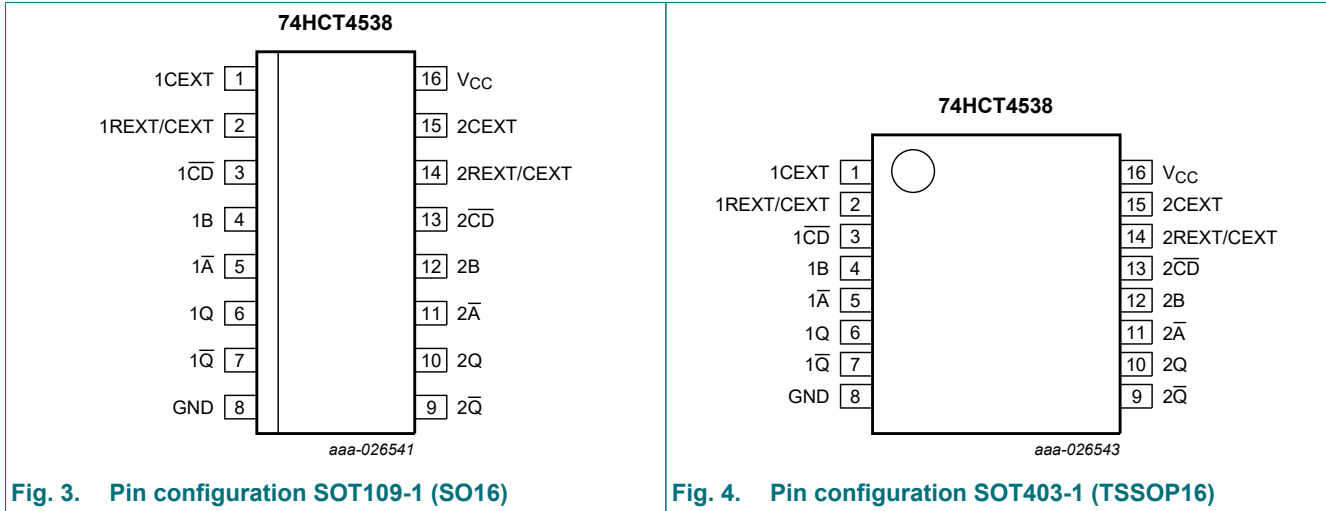 74HCT4538
1CEXT 1
1REXT/CEXT 2
1C̅D̅ 3
1B 4
1A̅ 5
1Q 6
1Q̅ 7
GND 8
16 VCC
15 2CEXT
14 2REXT/CEXT
13 2C̅D̅
12 2B
11 2A̅
10 2Q
9 2Q̅
aaa-026541
Fig. 3. Pin configuration SOT109-1 (SO16)
74HCT4538
1CEXT 1
1REXT/CEXT 2
1C̅D̅ 3
1B 4
1A̅ 5
1Q 6
1Q̅ 7
GND 8
16 VCC
15 2CEXT
14 2REXT/CEXT
13 2C̅D̅
12 2B
11 2A̅
10 2Q
9 2Q̅
aaa-026543
Fig. 4. Pin configuration SOT403-1 (TSSOP16)